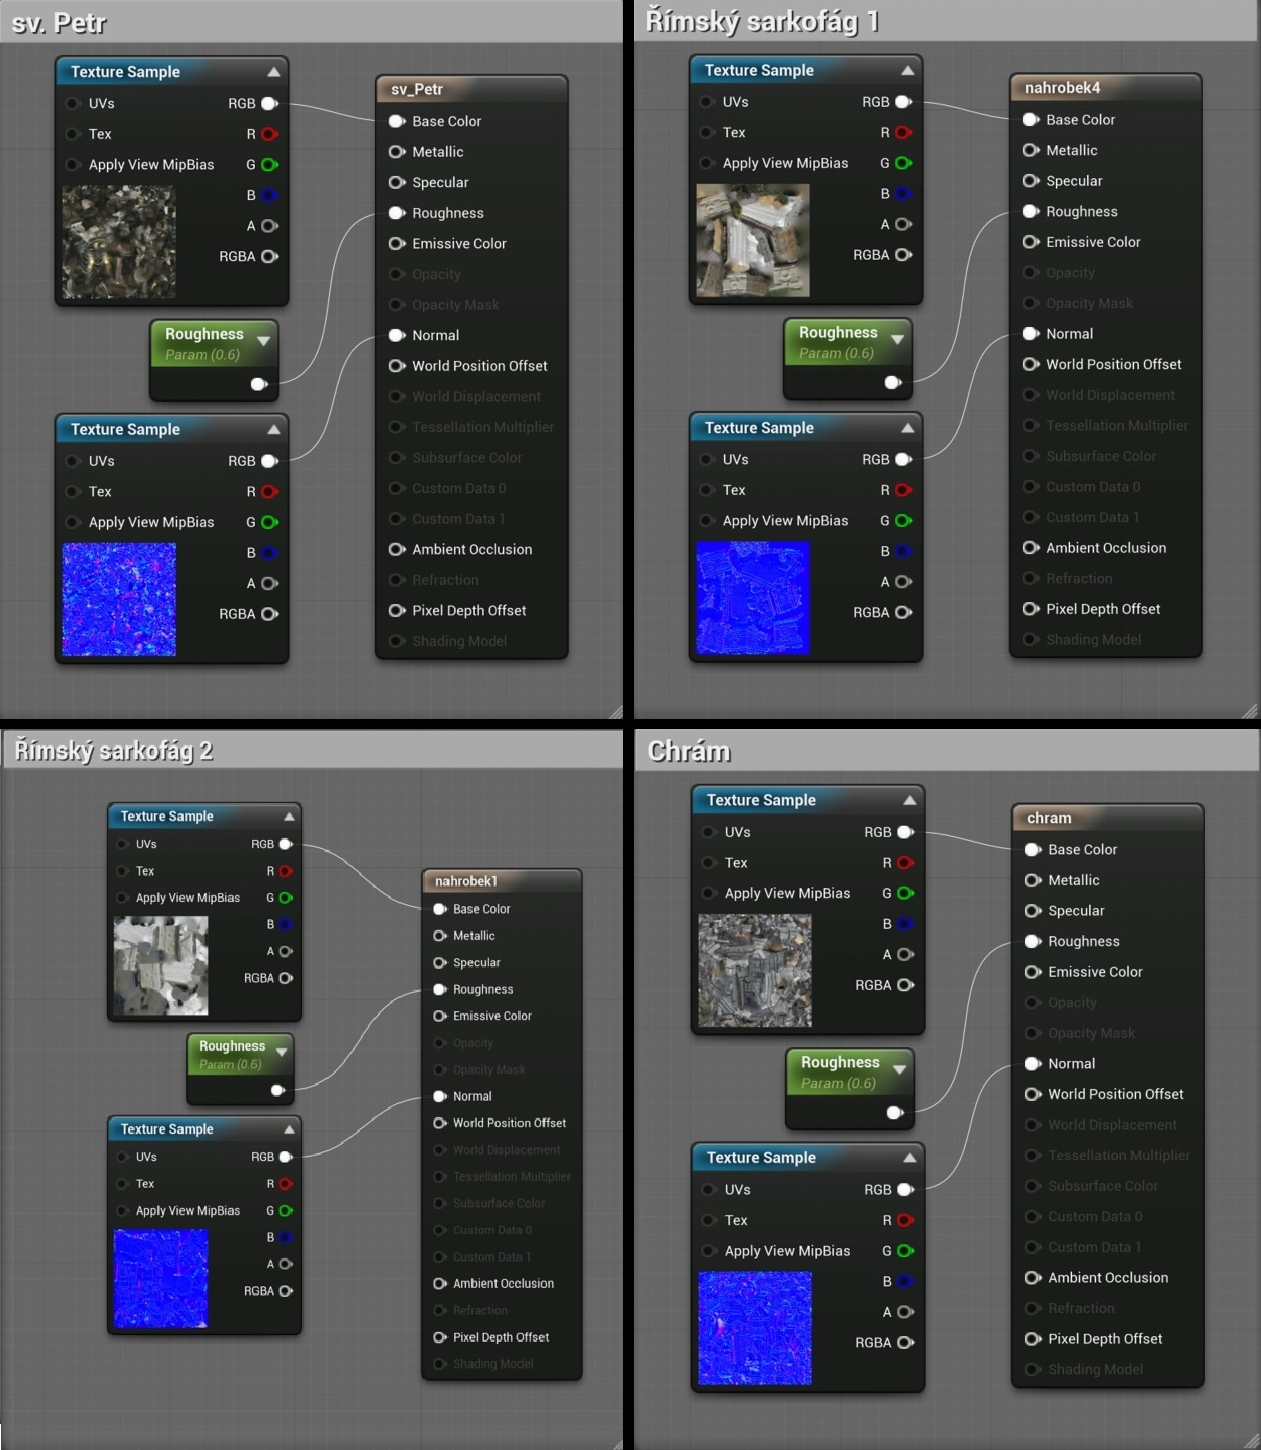 sv. Petr
Texture Sample
UVs RGB
Tex R
Apply View MipBias G
B
A
RGBA
Roughness
Param (0.6)
Texture Sample
UVs RGB
Tex R
Apply View MipBias G
B
A
RGBA
sv_Petr
Base Color
Metallic
Specular
Roughness
Emissive Color
Opacity
Opacity Mask
Normal
World Position Offset
World Displacement
Tessellation Multiplier
Subsurface Color
Custom Data 0
Custom Data 1
Ambient Occlusion
Refraction
Pixel Depth Offset
Shading Model
Římský sarkofág 1
Texture Sample
UVs RGB
Tex R
Apply View MipBias G
B
A
RGBA
Roughness
Param (0.6)
Texture Sample
UVs RGB
Tex R
Apply View MipBias G
B
A
RGBA
nahrobek4
Base Color
Metallic
Specular
Roughness
Emissive Color
Opacity
Opacity Mask
Normal
World Position Offset
World Displacement
Tessellation Multiplier
Subsurface Color
Custom Data 0
Custom Data 1
Ambient Occlusion
Refraction
Pixel Depth Offset
Shading Model
Římský sarkofág 2
Texture Sample
UVs RGB
Tex R
Apply View MipBias G
B
A
RGBA
Roughness
Param (0.6)
Texture Sample
UVs RGB
Tex R
Apply View MipBias G
B
A
RGBA
nahrobek1
Base Color
Metallic
Specular
Roughness
Emissive Color
Opacity
Opacity Mask
Normal
World Position Offset
World Displacement
Tessellation Multiplier
Subsurface Color
Custom Data 0
Custom Data 1
Ambient Occlusion
Refraction
Pixel Depth Offset
Shading Model
Chrám
Texture Sample
UVs RGB
Tex R
Apply View MipBias G
B
A
RGBA
Roughness
Param (0.6)
Texture Sample
UVs RGB
Tex R
Apply View MipBias G
B
A
RGBA
chram
Base Color
Metallic
Specular
Roughness
Emissive Color
Opacity
Opacity Mask
Normal
World Position Offset
World Displacement
Tessellation Multiplier
Subsurface Color
Custom Data 0
Custom Data 1
Ambient Occlusion
Refraction
Pixel Depth Offset
Shading Model